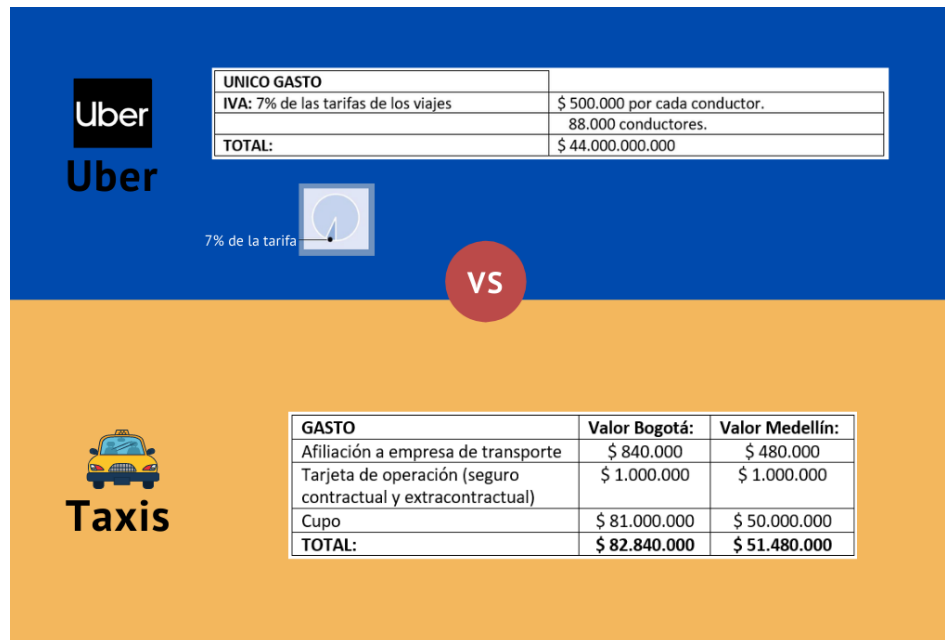 Uber
Uber
UNICO GASTO
IVA: 7% de las tarifas de los viajes $ 500.000 por cada conductor.
88.000 conductores.
TOTAL: $ 44.000.000.000
7% de la tarifa
VS
Taxis
GASTO Valor Bogotá: Valor Medellín:
Afiliación a empresa de transporte $ 840.000 $ 480.000
Tarjeta de operación (seguro $ 1.000.000 $ 1.000.000
contractual y extracontractual)
Cupo $ 81.000.000 $ 50.000.000
TOTAL: $ 82.840.000 $ 51.480.000